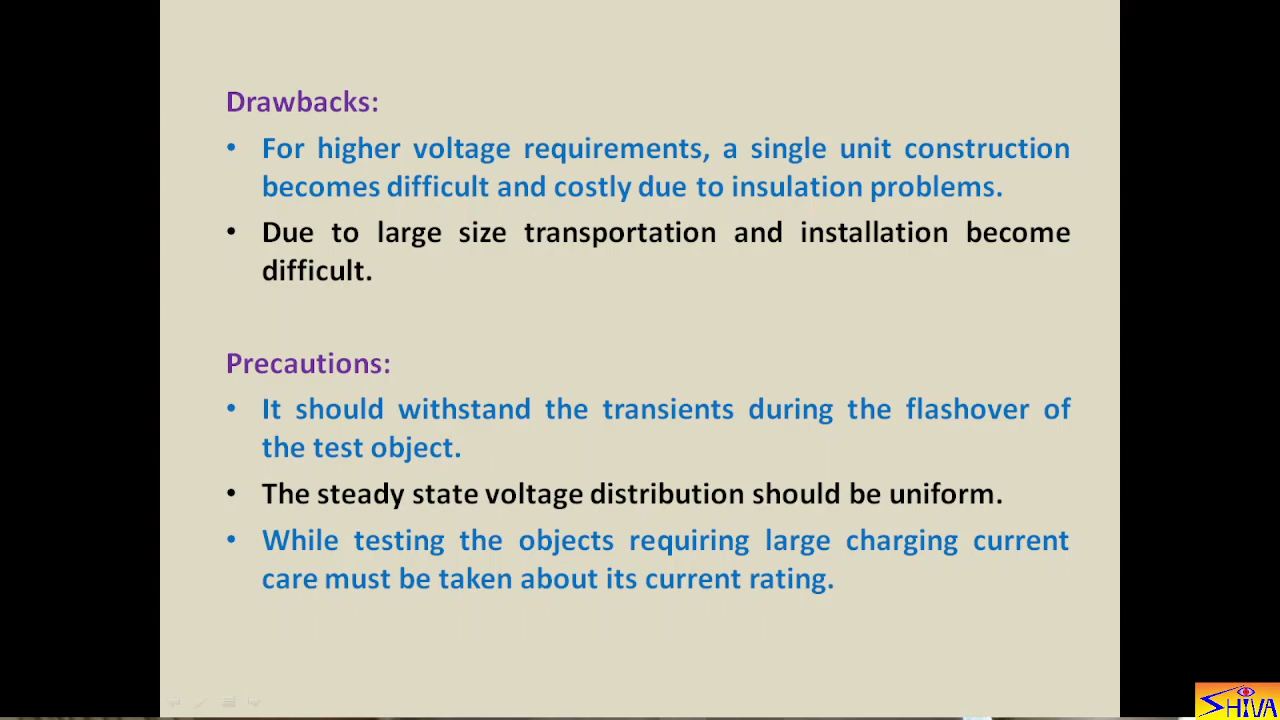 Drawbacks:
• For higher voltage requirements, a single unit construction
becomes difficult and costly due to insulation problems.
• Due to large size transportation and installation become
difficult.
Precautions:
• It should withstand the transients during the flashover of
the test object.
• The steady state voltage distribution should be uniform.
• While testing the objects requiring large charging current
care must be taken about its current rating.
SHIVA